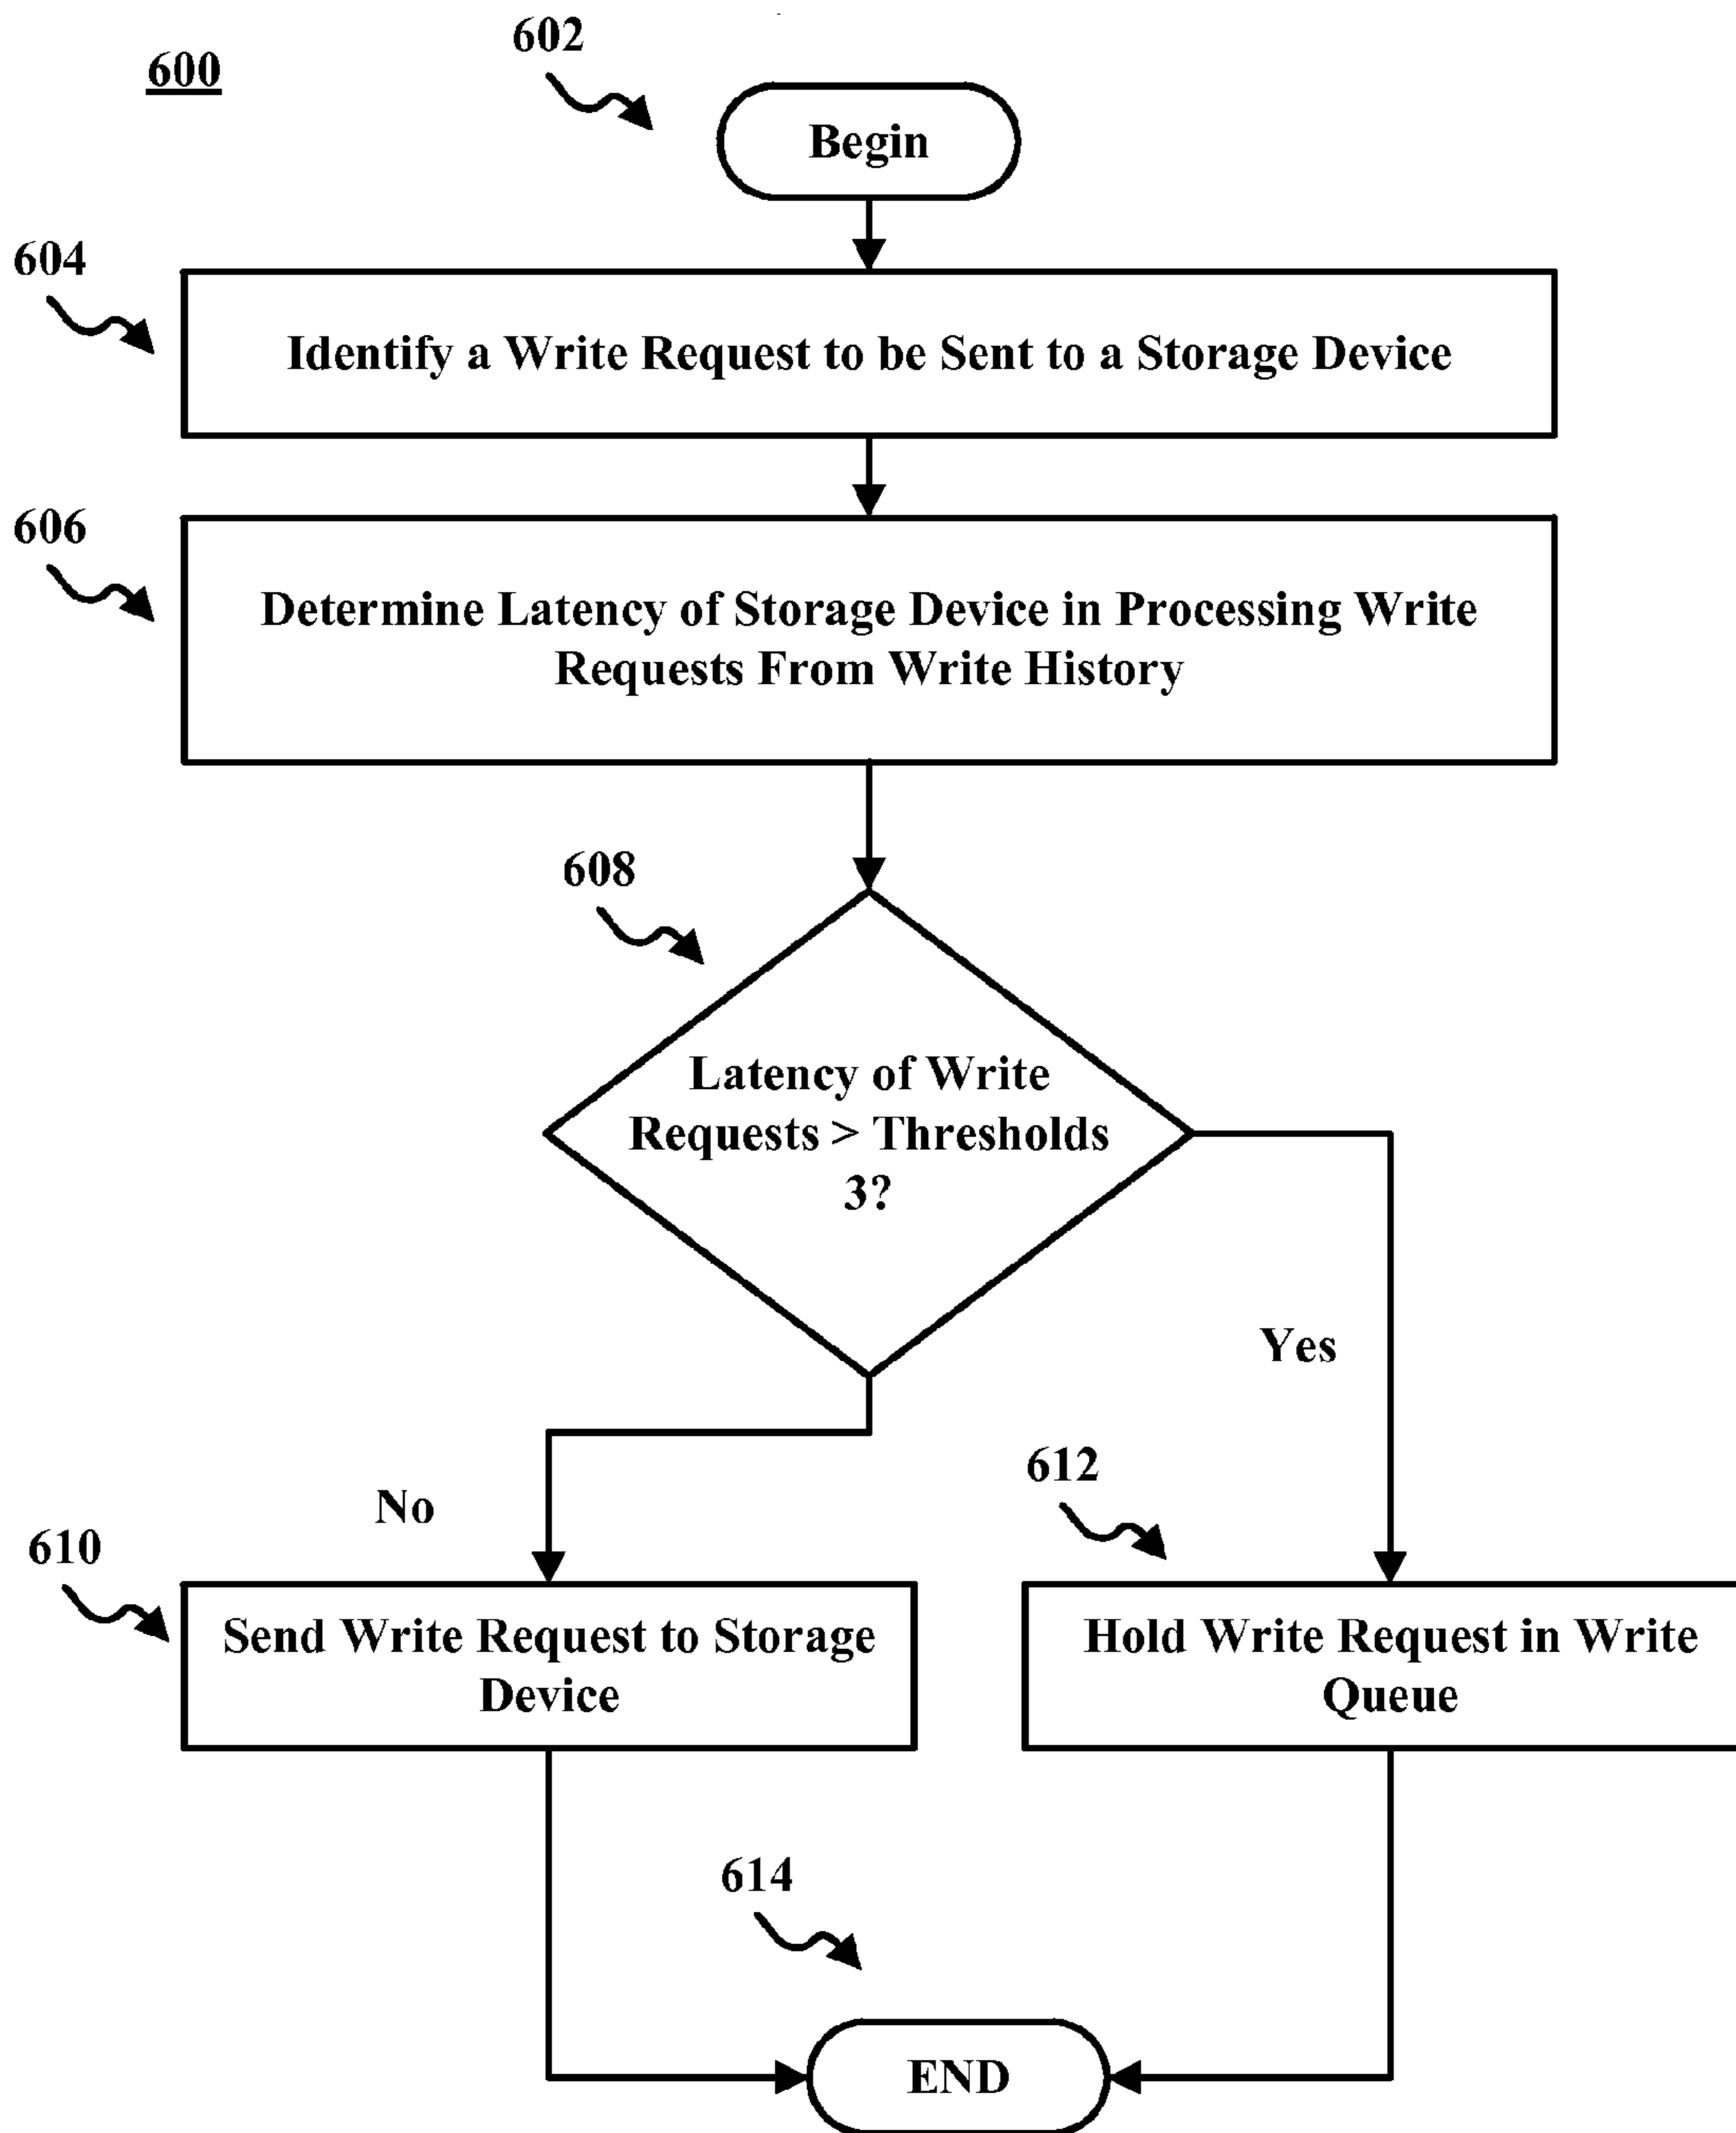 600
602
Begin
604
Identify a Write Request to be Sent to a Storage Device
606
Determine Latency of Storage Device in Processing Write
Requests From Write History
608
Latency of Write
Requests > Thresholds
3?
Yes
No
610
Send Write Request to Storage
Device
612
Hold Write Request in Write
Queue
614
END